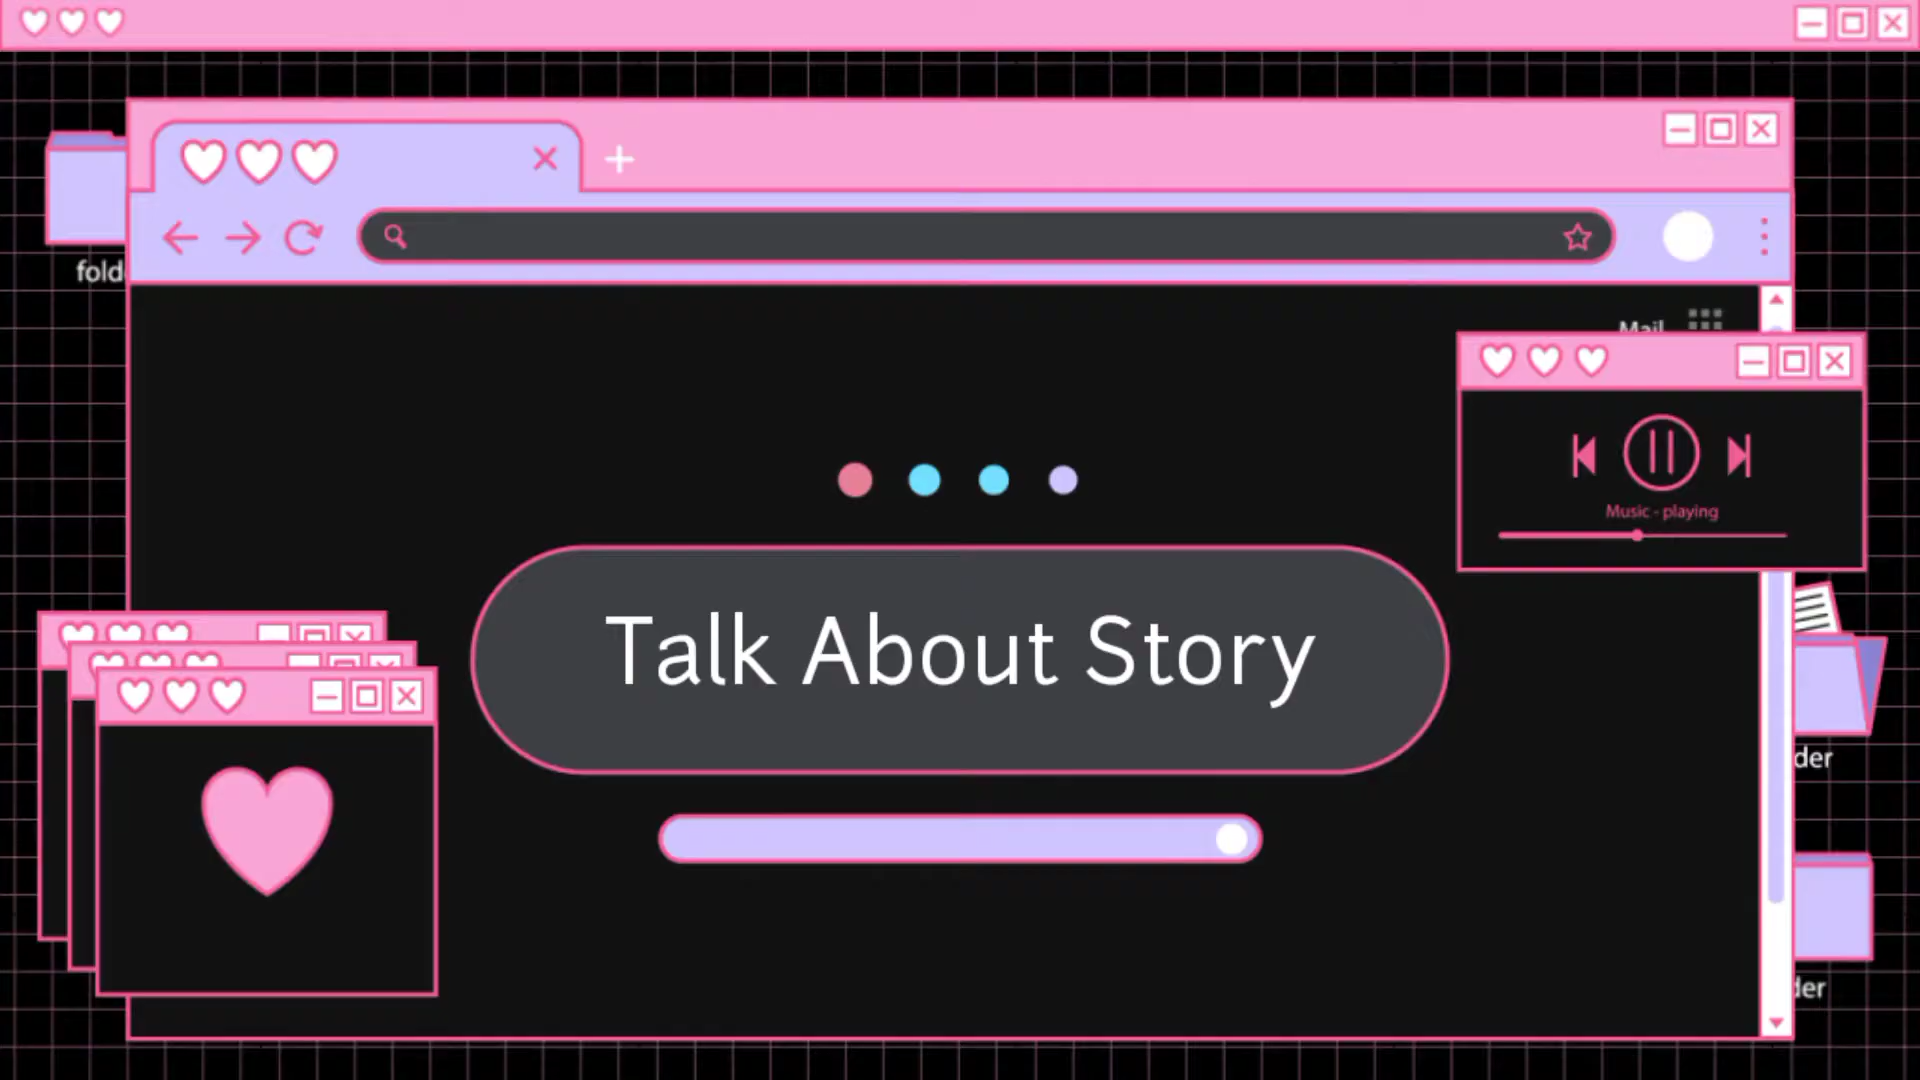 fold
Mail
Music - playing
Talk About Story
der
der